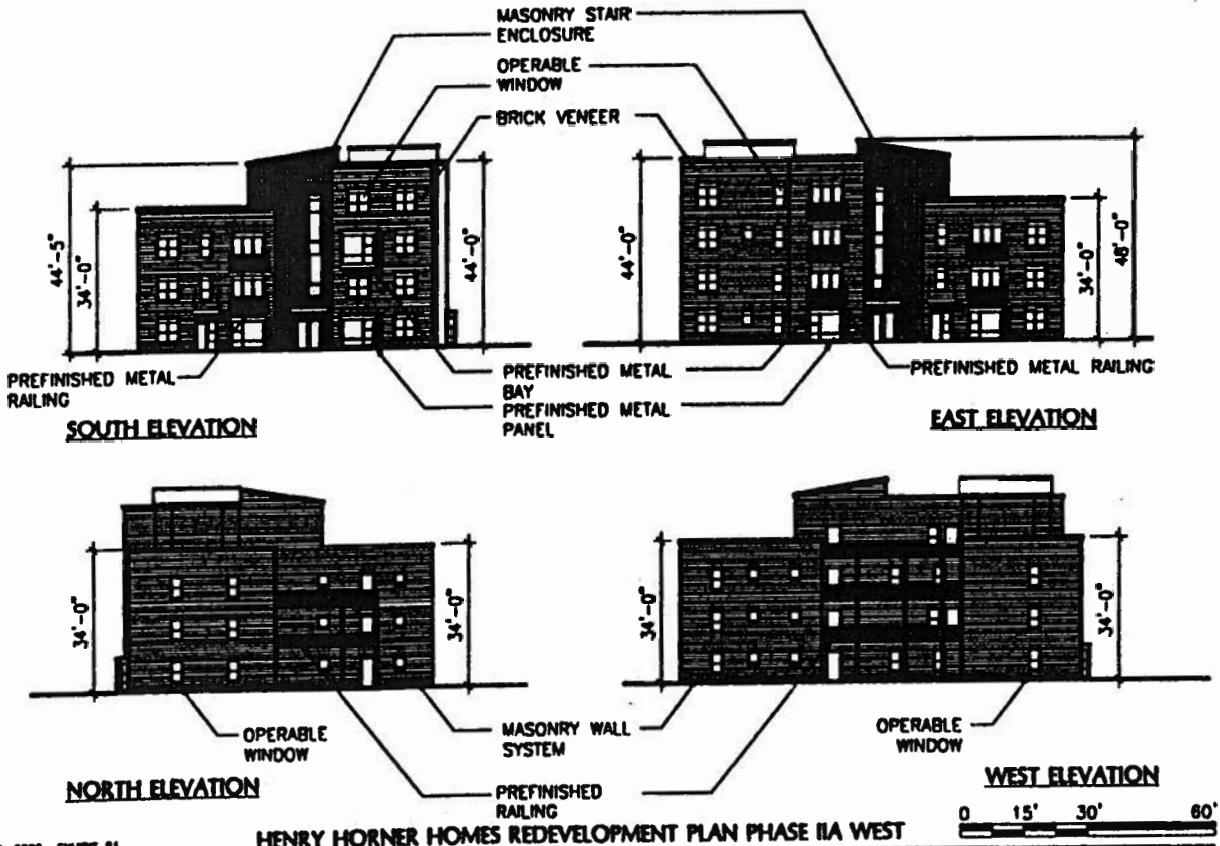 MASONRY STAIR
ENCLOSURE
OPERABLE
WINDOW
BRICK VENEER
44'-5"
34'-0"
44'-0"
44'-0"
34'-0"
48'-0"
PREFINISHED METAL
RAILING
PREFINISHED METAL
BAY
PREFINISHED METAL
PANEL
PREFINISHED METAL RAILING
SOUTH ELEVATION
EAST ELEVATION
34'-0"
34'-0"
34'-0"
34'-0"
OPERABLE
WINDOW
MASONRY WALL
SYSTEM
OPERABLE
WINDOW
NORTH ELEVATION
PREFINISHED
RAILING
WEST ELEVATION
0 15' 30' 60'
HENRY HORNER HOMES REDEVELOPMENT PLAN PHASE IIA WEST